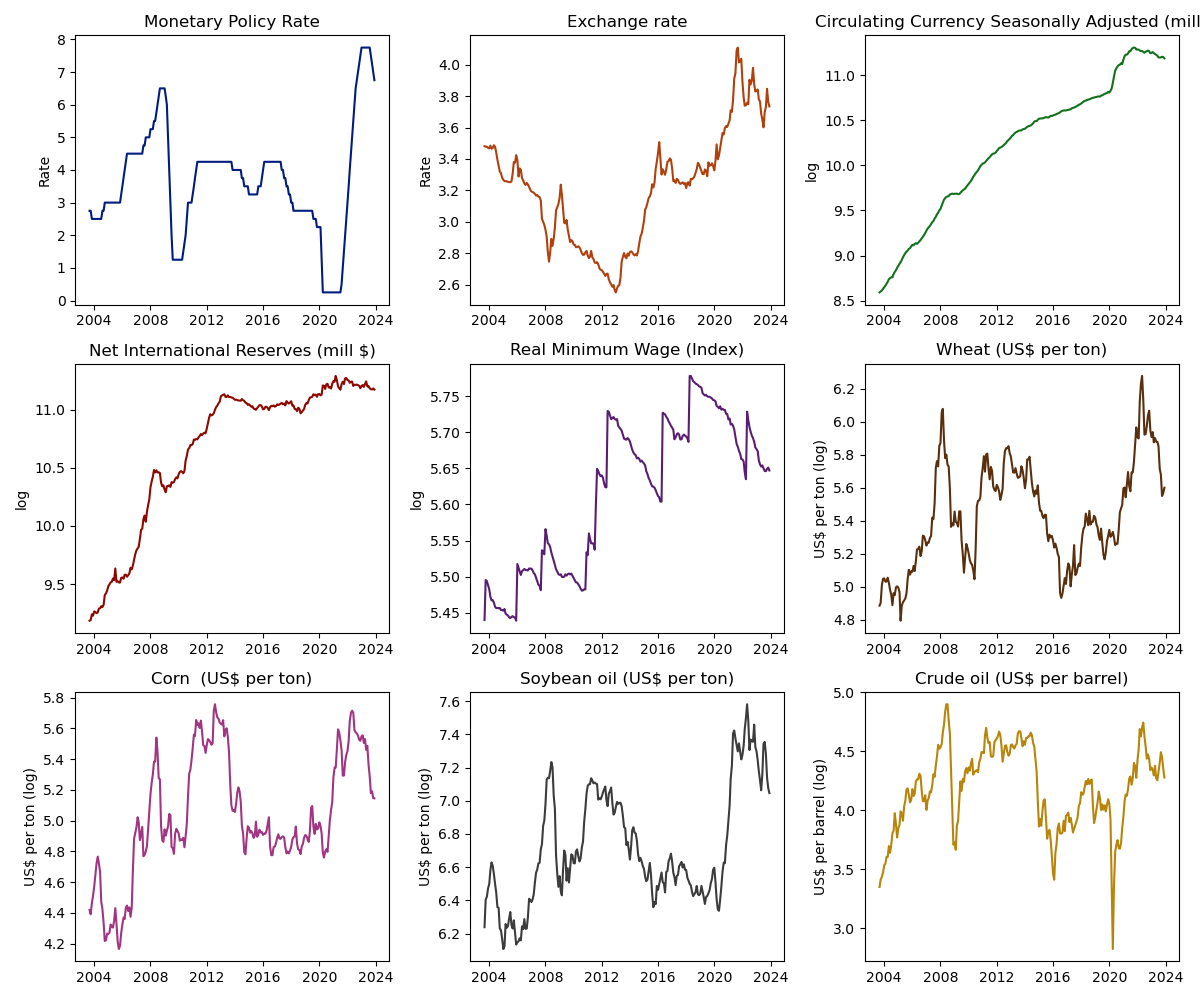 Monetary Policy Rate
8
7
6
5
4
3
2
1
0
Rate
2004 2008 2012 2016 2020 2024
Exchange rate
4.0
3.8
3.6
3.4
3.2
3.0
2.8
2.6
Rate
2004 2008 2012 2016 2020 2024
Circulating Currency Seasonally Adjusted (mill
11.0
10.5
10.0
9.5
9.0
8.5
log
2004 2008 2012 2016 2020 2024
Net International Reserves (mill $)
11.0
10.5
10.0
9.5
log
2004 2008 2012 2016 2020 2024
Real Minimum Wage (Index)
5.75
5.70
5.65
5.60
5.55
5.50
5.45
log
2004 2008 2012 2016 2020 2024
Wheat (US$ per ton)
6.2
6.0
5.8
5.6
5.4
5.2
5.0
4.8
US$ per ton (log)
2004 2008 2012 2016 2020 2024
Corn  (US$ per ton)
5.8
5.6
5.4
5.2
5.0
4.8
4.6
4.4
4.2
US$ per ton (log)
2004 2008 2012 2016 2020 2024
Soybean oil (US$ per ton)
7.6
7.4
7.2
7.0
6.8
6.6
6.4
6.2
US$ per ton (log)
2004 2008 2012 2016 2020 2024
Crude oil (US$ per barrel)
5.0
4.5
4.0
3.5
3.0
US$ per barrel (log)
2004 2008 2012 2016 2020 2024